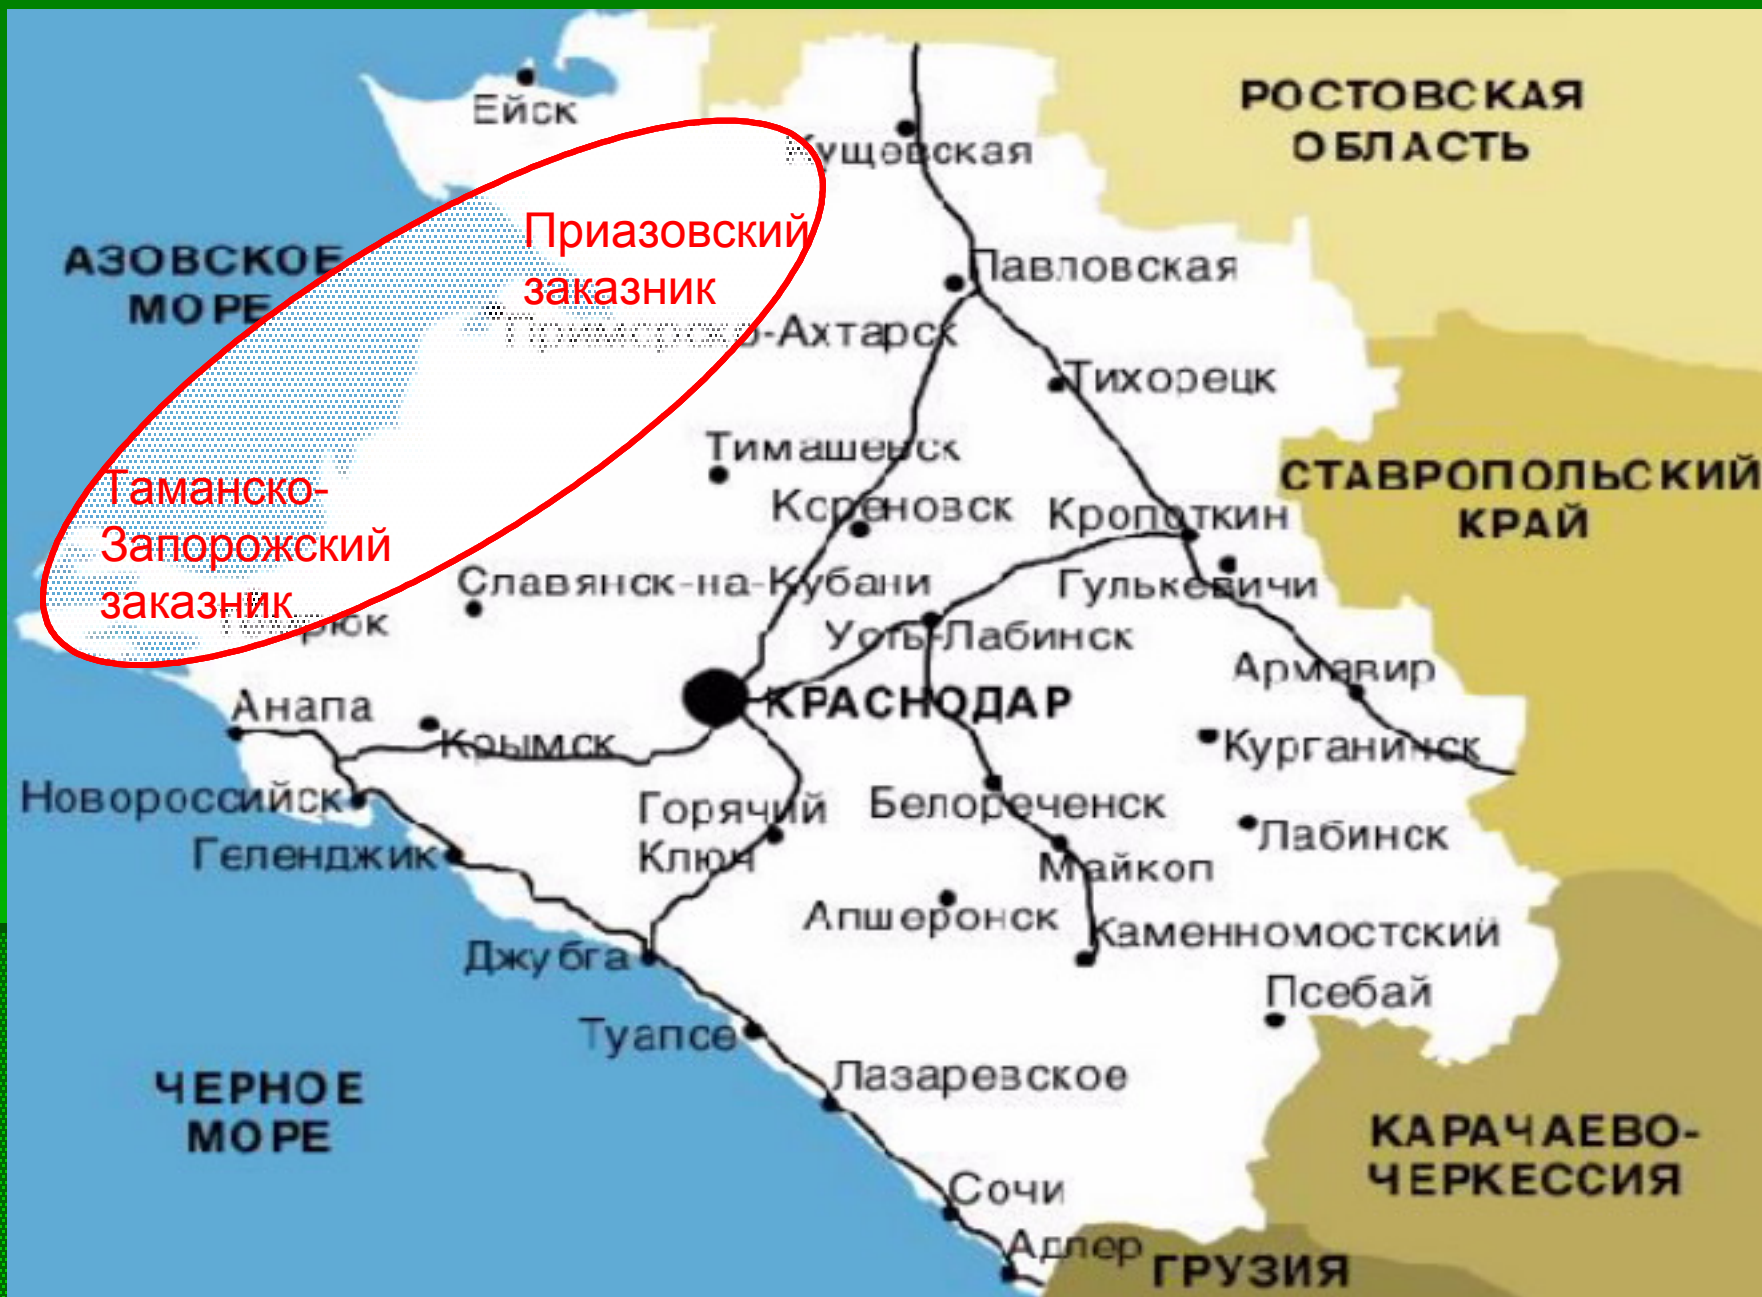 Ейск
РОСТОВСКАЯ
ОБЛАСТЬ
Кущевская
Приазовский
заказник
АЗОВСКОЕ
МОРЕ
Павловская
Приморско-Ахтарск
Тихорецк
Тимашевск
Таманско-
Запорожский
заказник
СТАВРОПОЛЬСКИЙ
КРАЙ
Кореновск
Кропоткин
Славянск-на-Кубани
Гулькевичи
Усть-Лабинск
Армавир
Анапа
КРАСНОДАР
Крымск
Курганинск
Новороссийск
Горячий
Ключ
Белореченск
Лабинск
Геленджик
Майкоп
Апшеронск
Каменномостский
Джубга
Псебай
Туапсе
Лазаревское
ЧЕРНОЕ
МОРЕ
КАРАЧАЕВО-
ЧЕРКЕССИЯ
Сочи
Адлер
ГРУЗИЯ